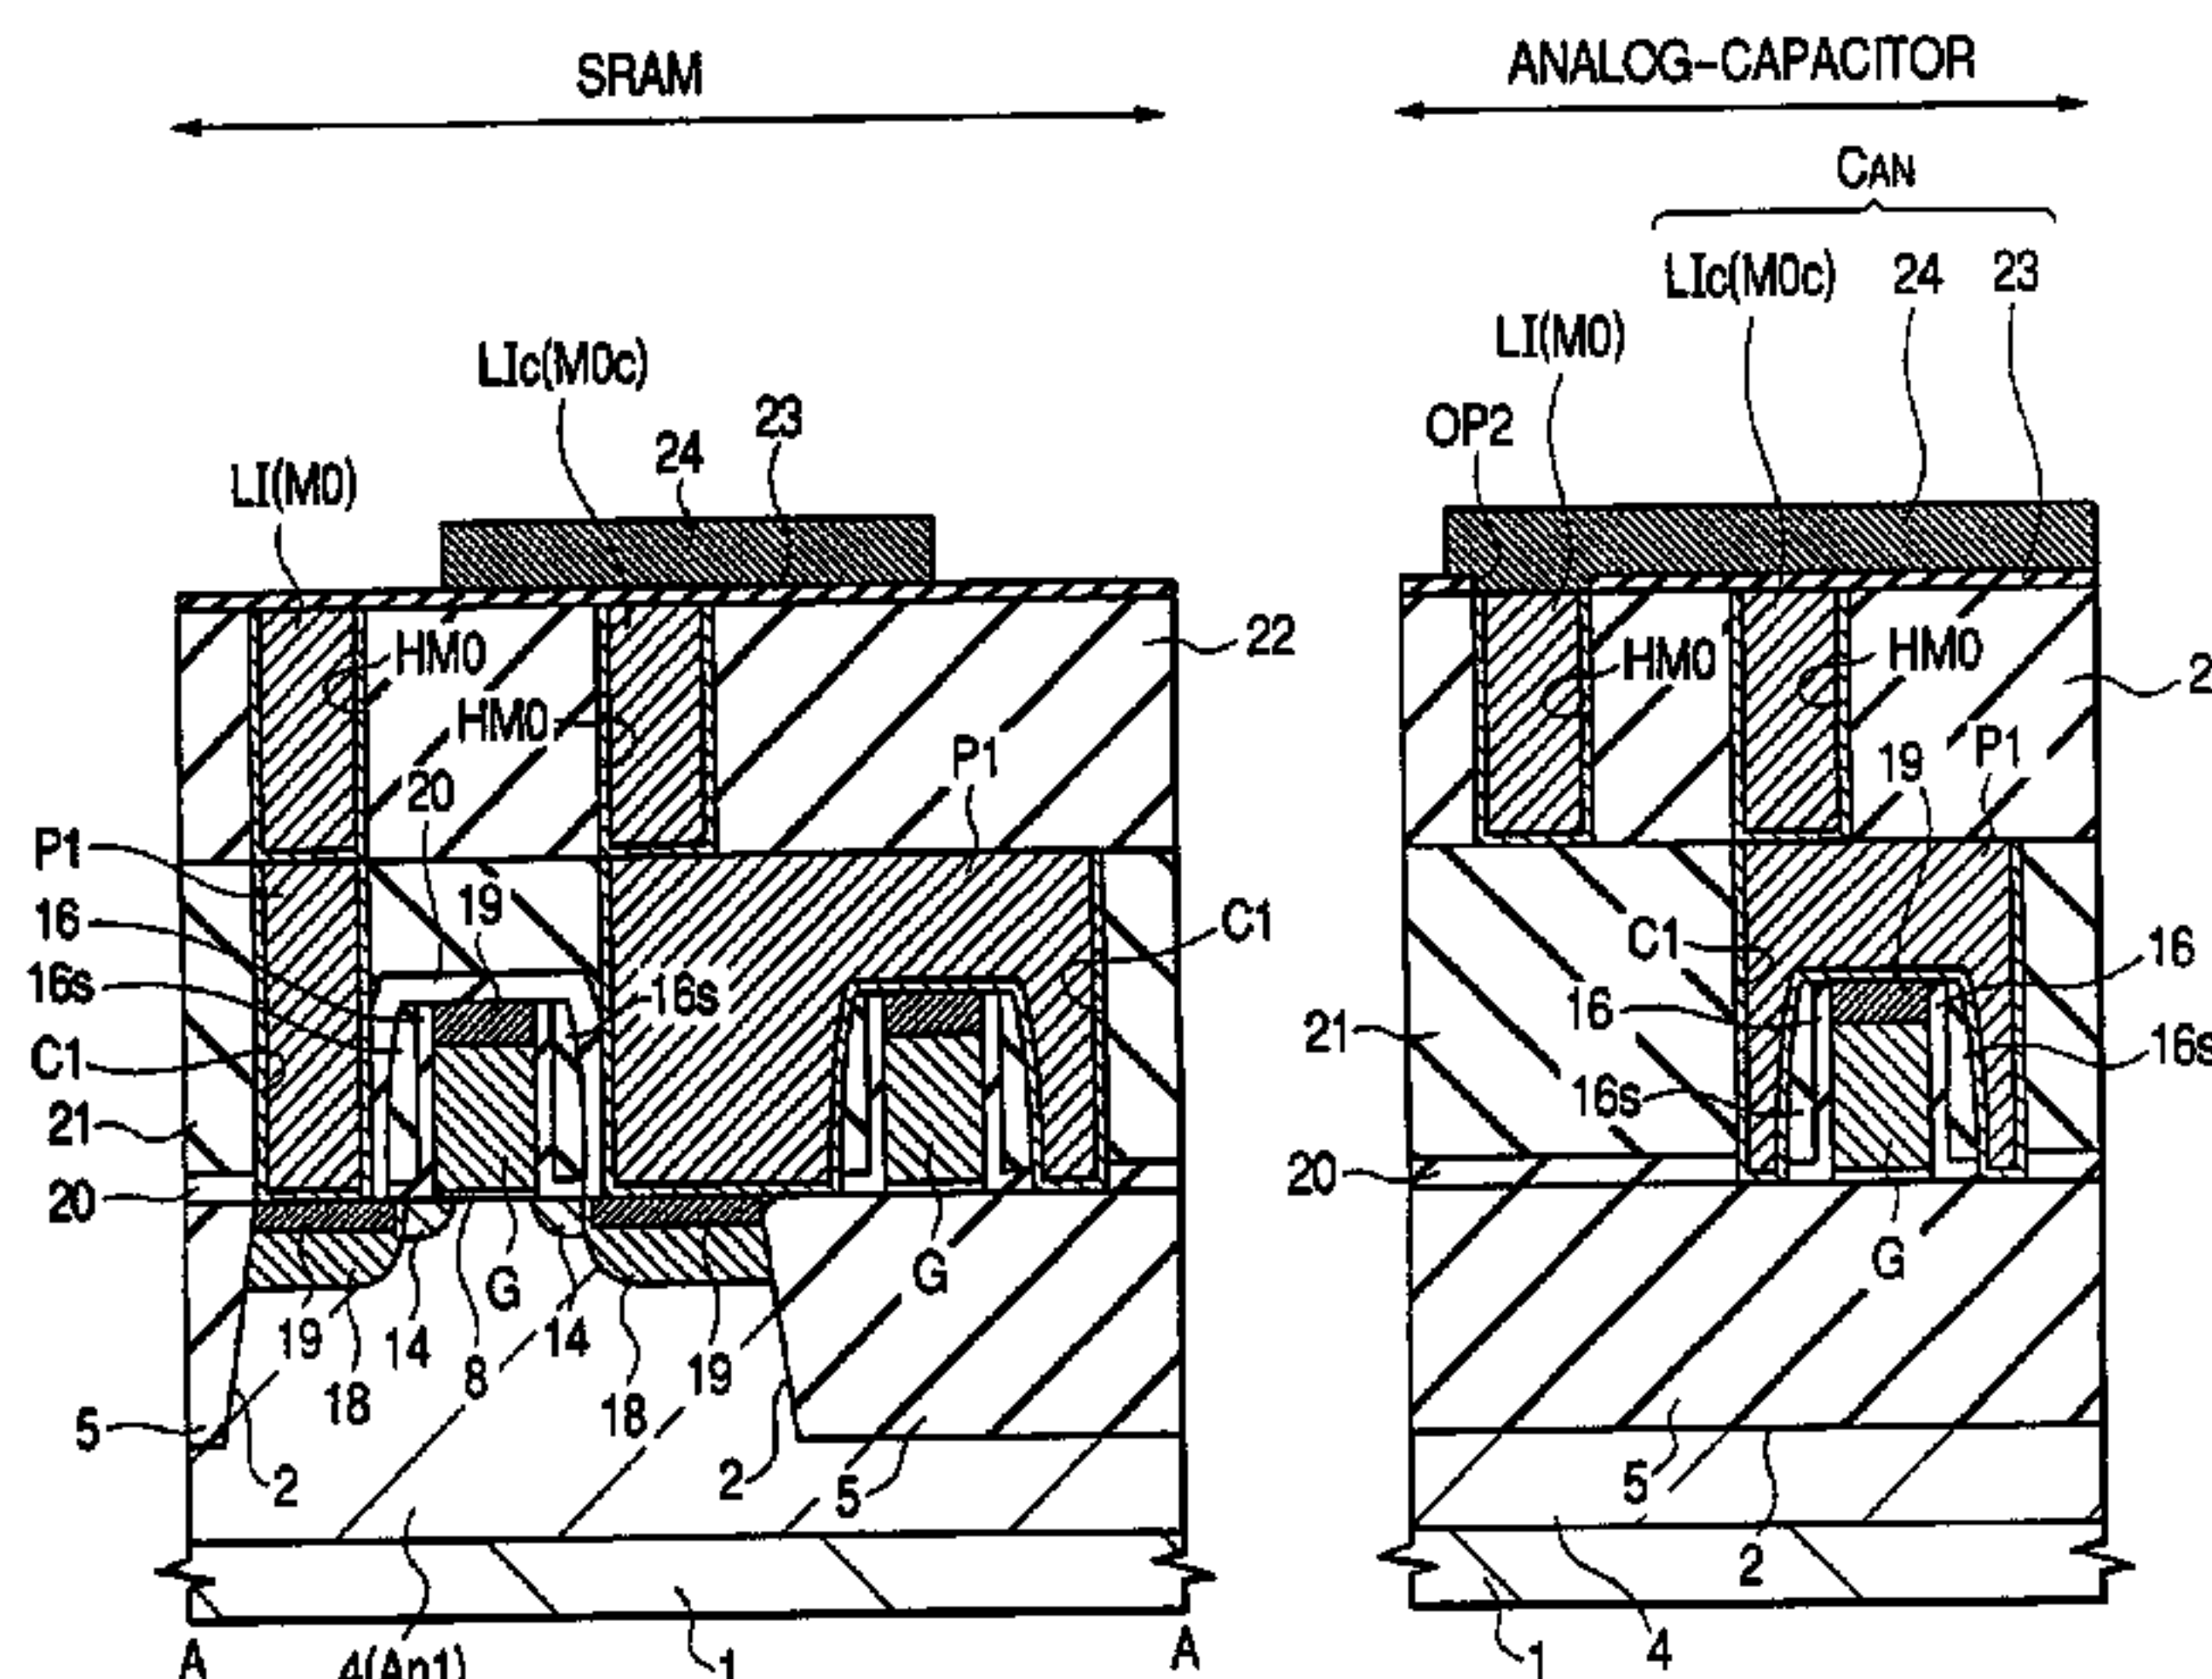 SRAM
ANALOG-CAPACITOR
CAN
LIc(M0c) 24 23
LI(M0)
LIc(M0c)
OP2
23
24
LI(M0)
HM0
22
HM0
HM0
HM0
2
P1
P1
19
20
P1
16
19
C1
C1
16
16s
16s
16
C1
21
16s
16s
21
20
20
G
G
G
19
14
8
14
19
18
18
5
2
2
5
5
2
A
4(An1)
1
A
1
4